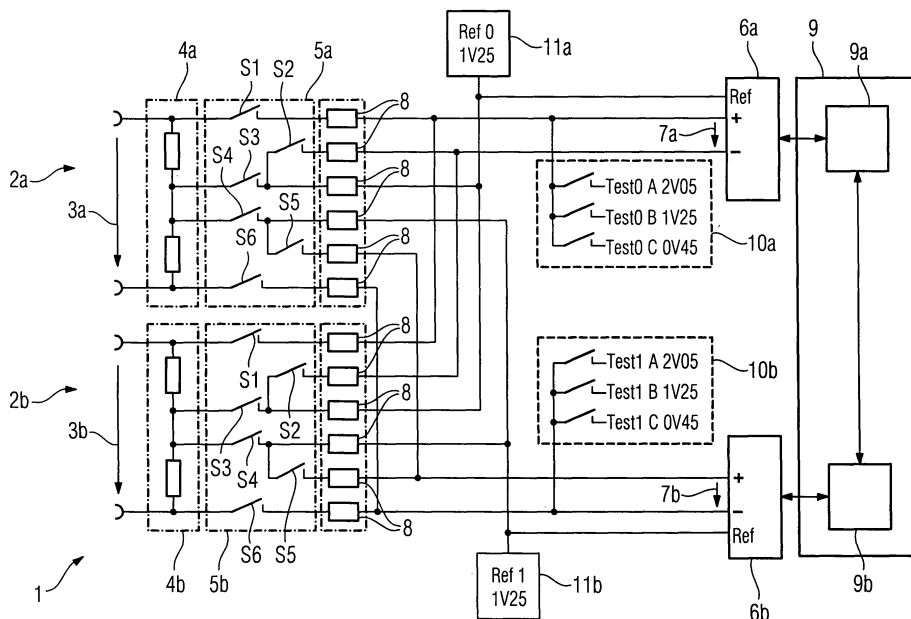 Ref 0
1V25
11a
6a
9
9a
4a
S1
S2
5a
8
Ref
+
7a
−
S3
S4
8
2a
3a
S5
8
Test0 A 2V05
Test0 B 1V25
Test0 C 0V45
10a
S6
8
8
S1
8
Test1 A 2V05
Test1 B 1V25
Test1 C 0V45
10b
2b
3b
S2
S3
S4
8
8
+
7b
−
Ref
1
4b
5b
S6
S5
8
Ref 1
1V25
11b
6b
9b